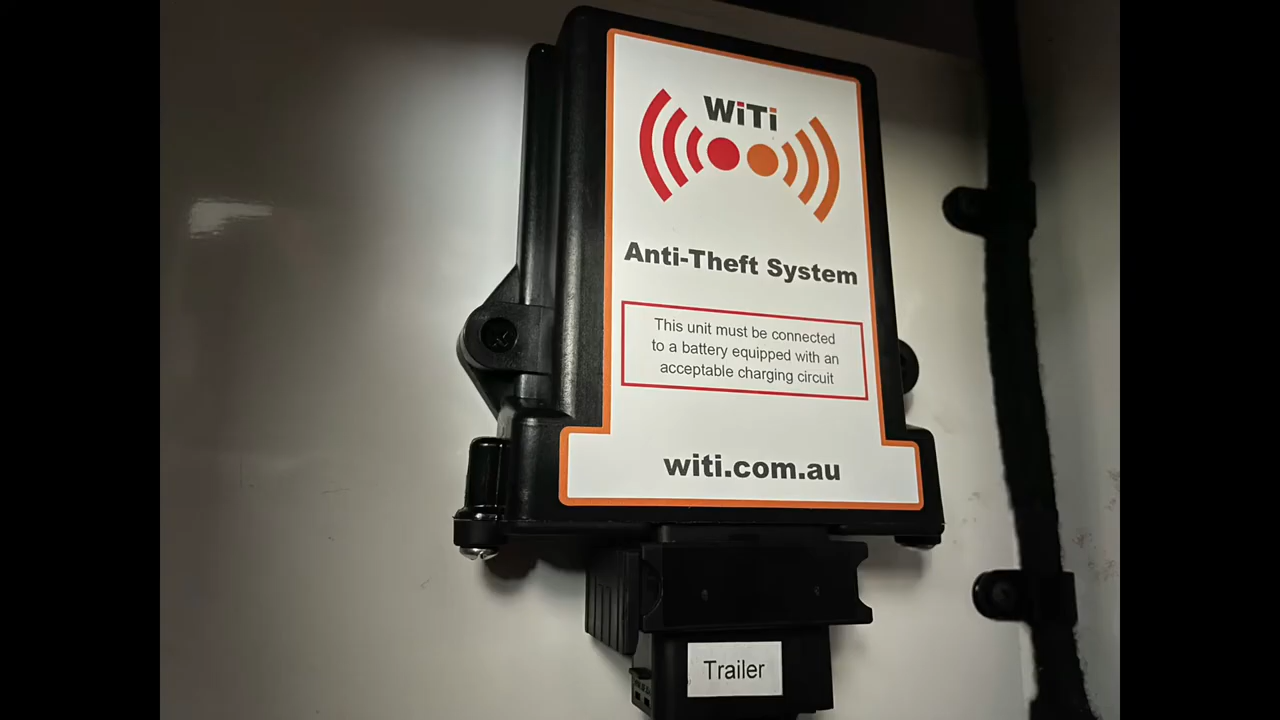 WiTi
Anti-Theft System
This unit must be connected
to a battery equipped with an
acceptable charging circuit
witi.com.au
Trailer